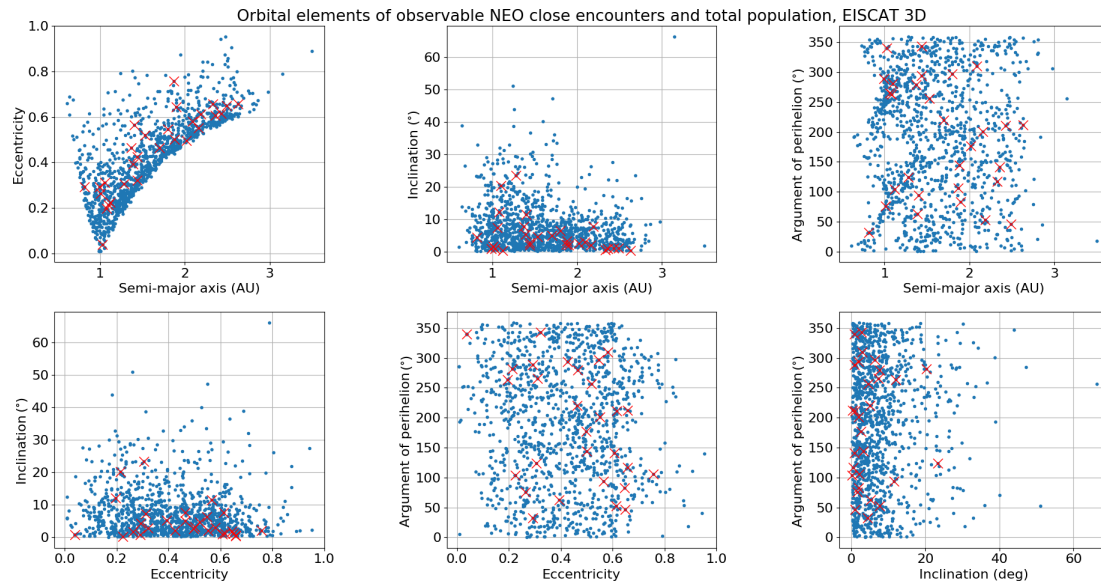 Orbital elements of observable NEO close encounters and total population, EISCAT 3D
Eccentricity
1.0
0.8
0.6
0.4
0.2
0.0
1 2 3
Semi-major axis (AU)
Inclination (°)
60
50
40
30
20
10
0
1 2 3
Semi-major axis (AU)
Argument of perihelion (°)
350
300
250
200
150
100
50
0
1 2 3
Semi-major axis (AU)
Inclination (°)
60
50
40
30
20
10
0
0.0 0.2 0.4 0.6 0.8 1.0
Eccentricity
Argument of perihelion (°)
350
300
250
200
150
100
50
0
0.0 0.2 0.4 0.6 0.8 1.0
Eccentricity
Argument of perihelion (°)
350
300
250
200
150
100
50
0
0 20 40 60
Inclination (deg)